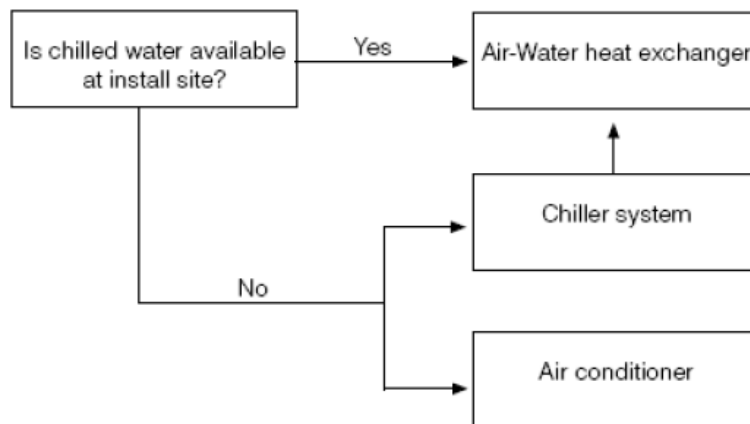 Is chilled water available
at install site?
Yes
Air-Water heat exchanger
Chiller system
No
Air conditioner